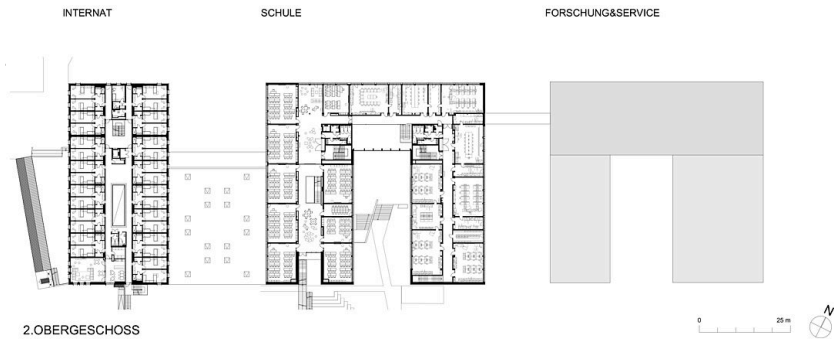 INTERNAT
SCHULE
FORSCHUNG&SERVICE
2.OBERGESCHOSS
0
25 m
N